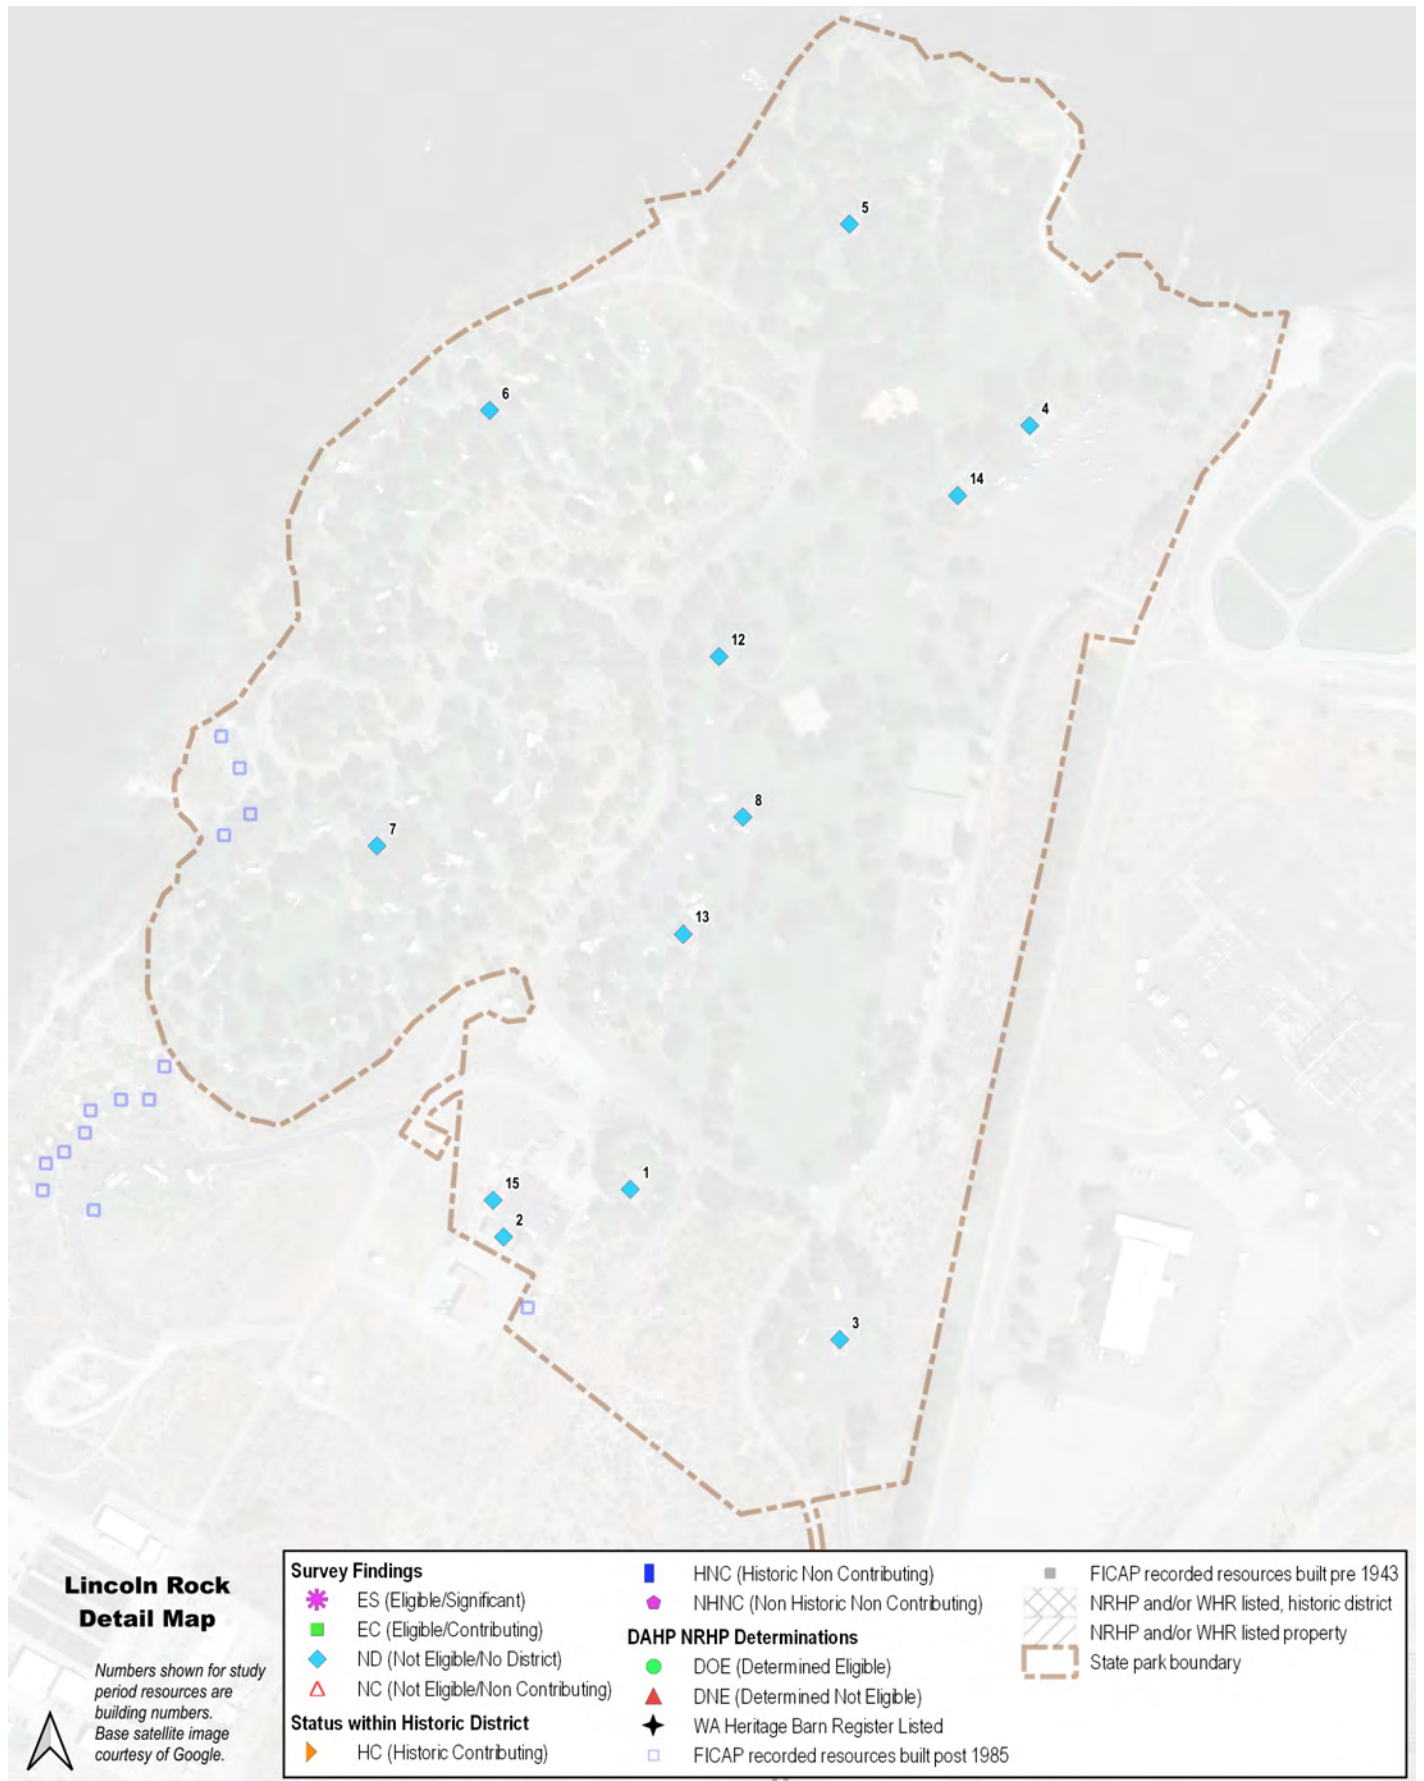 5
6
4
14
12
8
7
13
1
15
2
3
Lincoln Rock
Detail Map
Numbers shown for study
period resources are
building numbers.
Base satellite image
courtesy of Google.
Survey Findings
ES (Eligible/Significant)
EC (Eligible/Contributing)
ND (Not Eligible/No District)
NC (Not Eligible/Non Contributing)
Status within Historic District
HC (Historic Contributing)
HNC (Historic Non Contributing)
NHNC (Non Historic Non Contributing)
DAHP NRHP Determinations
DOE (Determined Eligible)
DNE (Determined Not Eligible)
WA Heritage Barn Register Listed
FICAP recorded resources built post 1985
FICAP recorded resources built pre 1943
NRHP and/or WHR listed, historic district
NRHP and/or WHR listed property
State park boundary